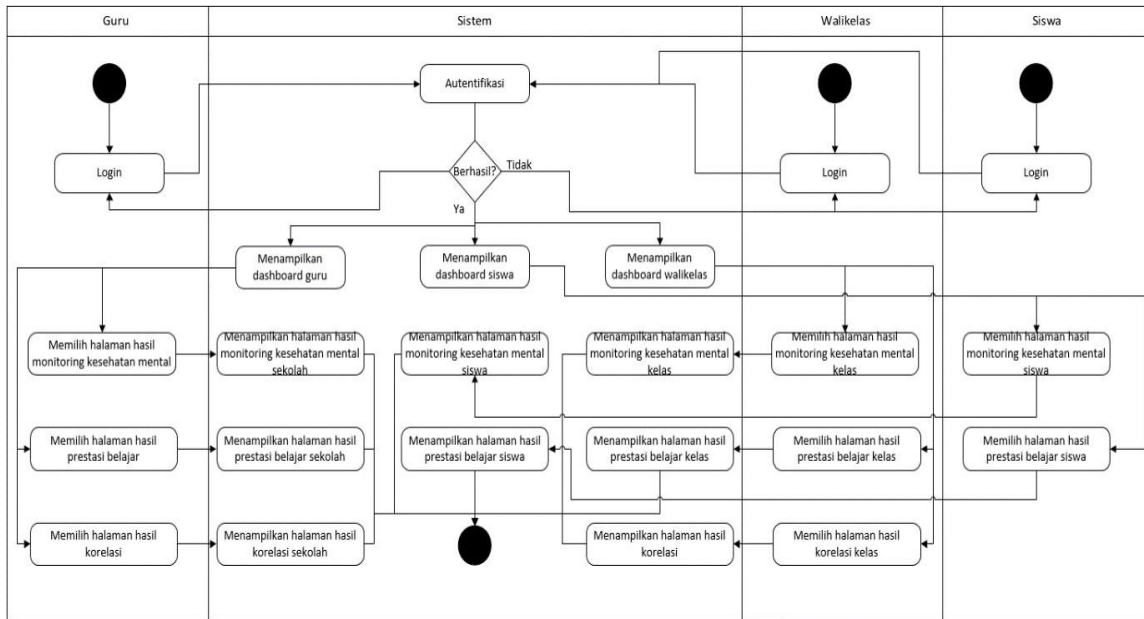 Guru
Sistem
Walikelas
Siswa
Autentifikasi
Login
Berhasil?
Tidak
Login
Login
Ya
Menampilkan
dashboard guru
Menampilkan
dashboard siswa
Menampilkan
dashboard walikelas
Memilih halaman hasil
monitoring kesehatan mental
Menampilkan halaman hasil
monitoring kesehatan mental
sekolah
Menampilkan halaman hasil
monitoring kesehatan mental
siswa
Menampilkan halaman hasil
monitoring kesehatan mental
kelas
Memilih halaman hasil
monitoring kesehatan mental
kelas
Memilih halaman hasil
monitoring kesehatan mental
siswa
Memilih halaman hasil
prestasi belajar
Menampilkan halaman hasil
prestasi belajar sekolah
Menampilkan halaman hasil
prestasi belajar siswa
Menampilkan halaman hasil
prestasi belajar kelas
Memilih halaman hasil
prestasi belajar kelas
Memilih halaman hasil
prestasi belajar siswa
Memilih halaman hasil
korelasi
Menampilkan halaman hasil
korelasi sekolah
Menampilkan halaman hasil
korelasi
Memilih halaman hasil
korelasi kelas